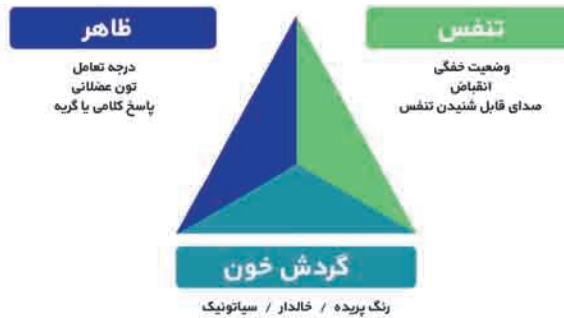 تنفس
وضعیت خفگی
انقباض
صدای قابل شنیدن تنفس
ظاهر
درجه تعامل
تون عضلانی
پاسخ کلامی یا گریه
گردش خون
رنگ پریده / خالدار / سیاتونیک